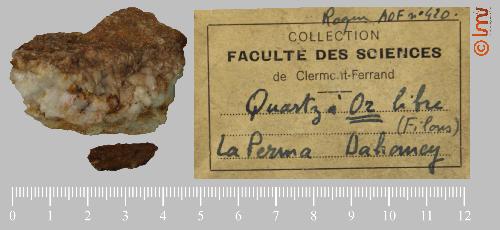 Rogun AOF n° 420.
COLLECTION
FACULTE DES SCIENCES
de Clermont-Ferrand
Quartz à Or libre
(Filons)
La Perma Dahomey
© lmv
0 1 2 3 4 5 6 7 8 9 10 11 12